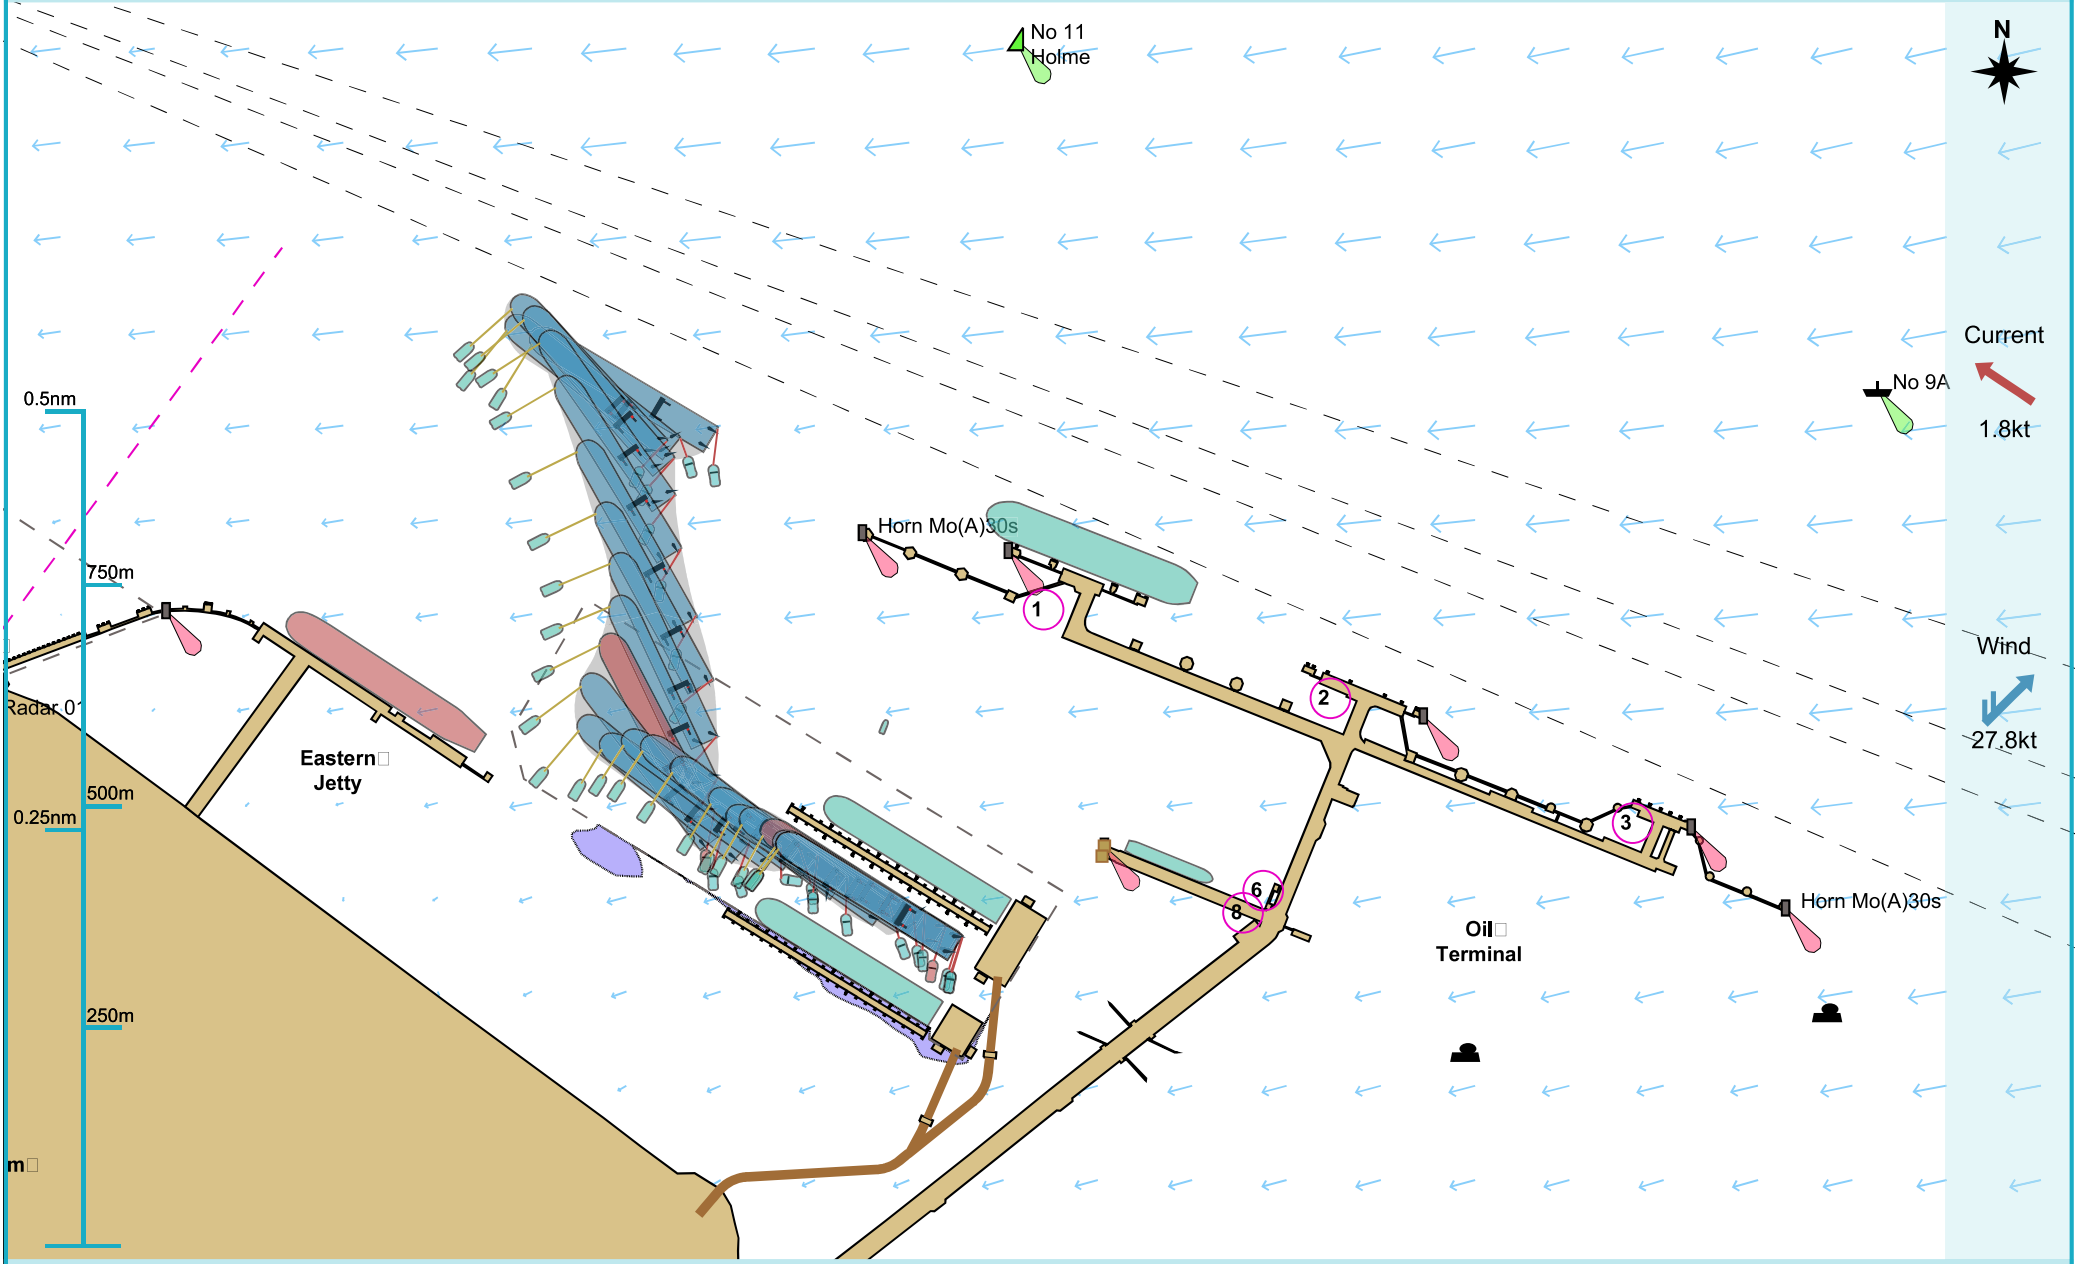 No 11
Holme
N
Current
1.8kt
No 9A
0.5nm
Horn Mo(A)30s
750m
1
Wind
27.8kt
2
Radar 01
Eastern
Jetty
500m
0.25nm
3
6
8
Horn Mo(A)30s
Oil
Terminal
250m
m